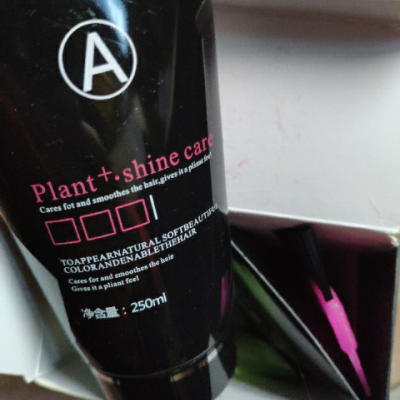 A
Plant+.shine care
Cares fot and smoothes the hair,gives it a pliant feel
TOAPPEARNATURAL SOFTBEAUTIFUL
COLORANDENABLETHEHAIR
Cares for and smoothes the hair
Gives it a pliant feel
净含量：250ml